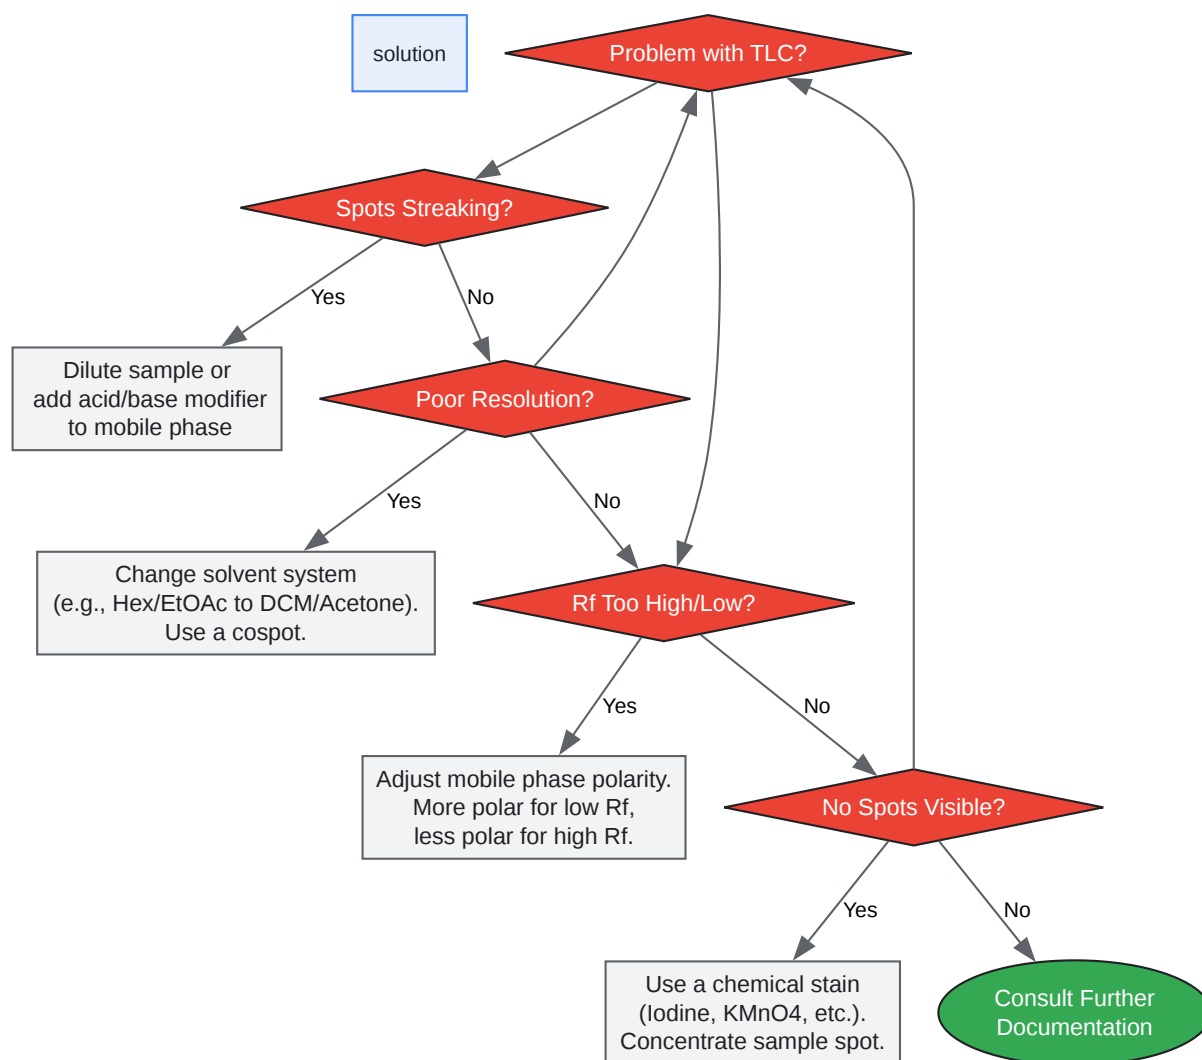 solution
Problem with TLC?
Spots Streaking?
Yes
No
Dilute sample or
add acid/base modifier
to mobile phase
Poor Resolution?
Yes
No
Change solvent system
(e.g., Hex/EtOAc to DCM/Acetone).
Use a cospot.
Rf Too High/Low?
Yes
No
Adjust mobile phase polarity.
More polar for low Rf,
less polar for high Rf.
No Spots Visible?
Yes
No
Use a chemical stain
(Iodine, KMnO4, etc.).
Concentrate sample spot.
Consult Further
Documentation